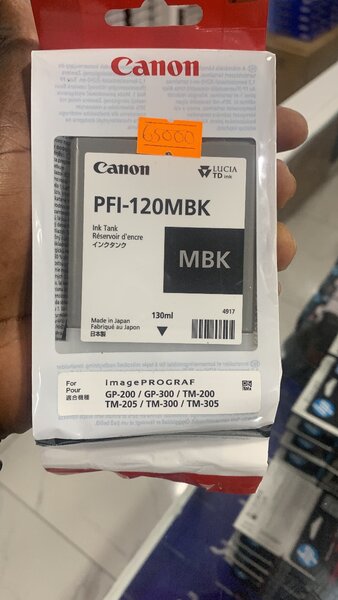 Canon
65000
Canon
LUCIA
TD ink
PFI-120MBK
Ink Tank
Réservoir d'encre
インクタンク
MBK
130ml
4917
Made in Japan
Fabriqué au Japon
日本製
For
Pour
適合機種
imagePROGRAF
GP-200 / GP-300 / TM-200
TM-205 / TM-300 / TM-305